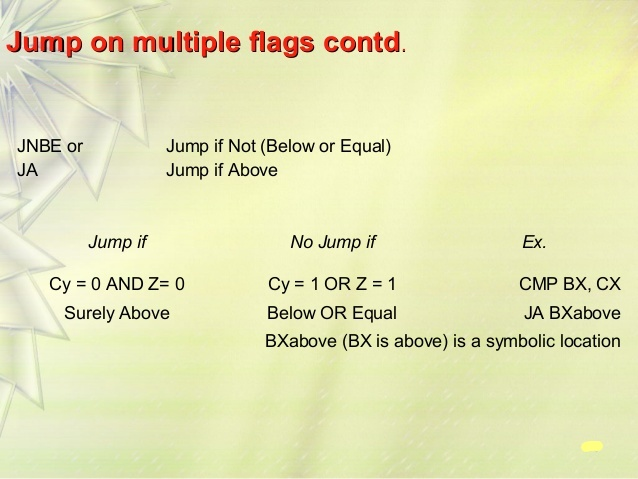 Jump on multiple flags contd.
JNBE or Jump if Not (Below or Equal)
JA Jump if Above
Jump if No Jump if Ex.
Cy = 0 AND Z= 0 Cy = 1 OR Z = 1 CMP BX, CX
Surely Above Below OR Equal JA BXabove
BXabove (BX is above) is a symbolic location